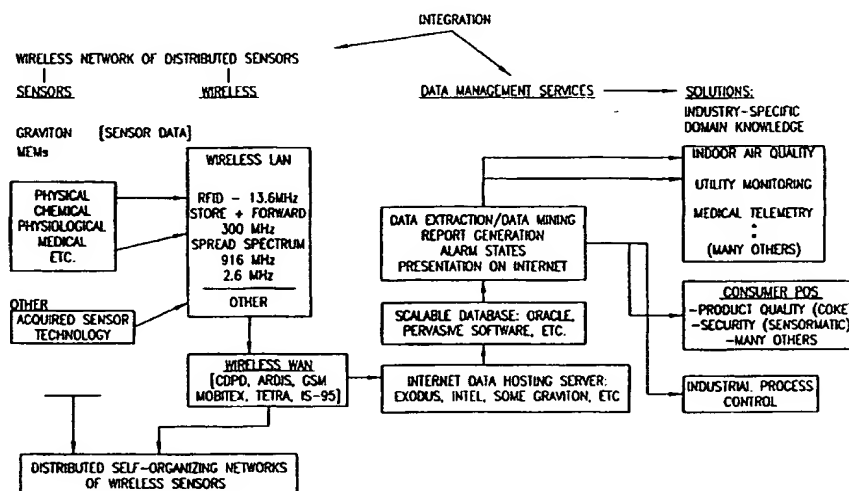 INTEGRATION
WIRELESS NETWORK OF DISTRIBUTED SENSORS
SENSORS
WIRELESS
GRAVITON [SENSOR DATA]
MEMs
PHYSICAL
CHEMICAL
PHYSIOLOGICAL
MEDICAL
ETC.
OTHER
ACQUIRED SENSOR
TECHNOLOGY
WIRELESS LAN
RFID - 13.6MHz
STORE + FORWARD
300 MHz
SPREAD SPECTRUM
916 MHz
2.6 MHz
OTHER
WIRELESS WAN
[CDPD, ARDIS, GSM
MOBITEX, TETRA, IS-95]
DISTRIBUTED SELF-ORGANIZING NETWORKS
OF WIRELESS SENSORS
DATA MANAGEMENT SERVICES
DATA EXTRACTION/DATA MINING
REPORT GENERATION
ALARM STATES
PRESENTATION ON INTERNET
SCALABLE DATABASE: ORACLE,
PERVASIVE SOFTWARE, ETC.
INTERNET DATA HOSTING SERVER:
EXODUS, INTEL, SOME GRAVITON, ETC
SOLUTIONS:
INDUSTRY-SPECIFIC
DOMAIN KNOWLEDGE
INDOOR AIR QUALITY
UTILITY MONITORING
MEDICAL TELEMETRY
:
(MANY OTHERS)
CONSUMER POS
-PRODUCT QUALITY (COKE)
-SECURITY (SENSORMATIC)
-MANY OTHERS
INDUSTRIAL PROCESS
CONTROL